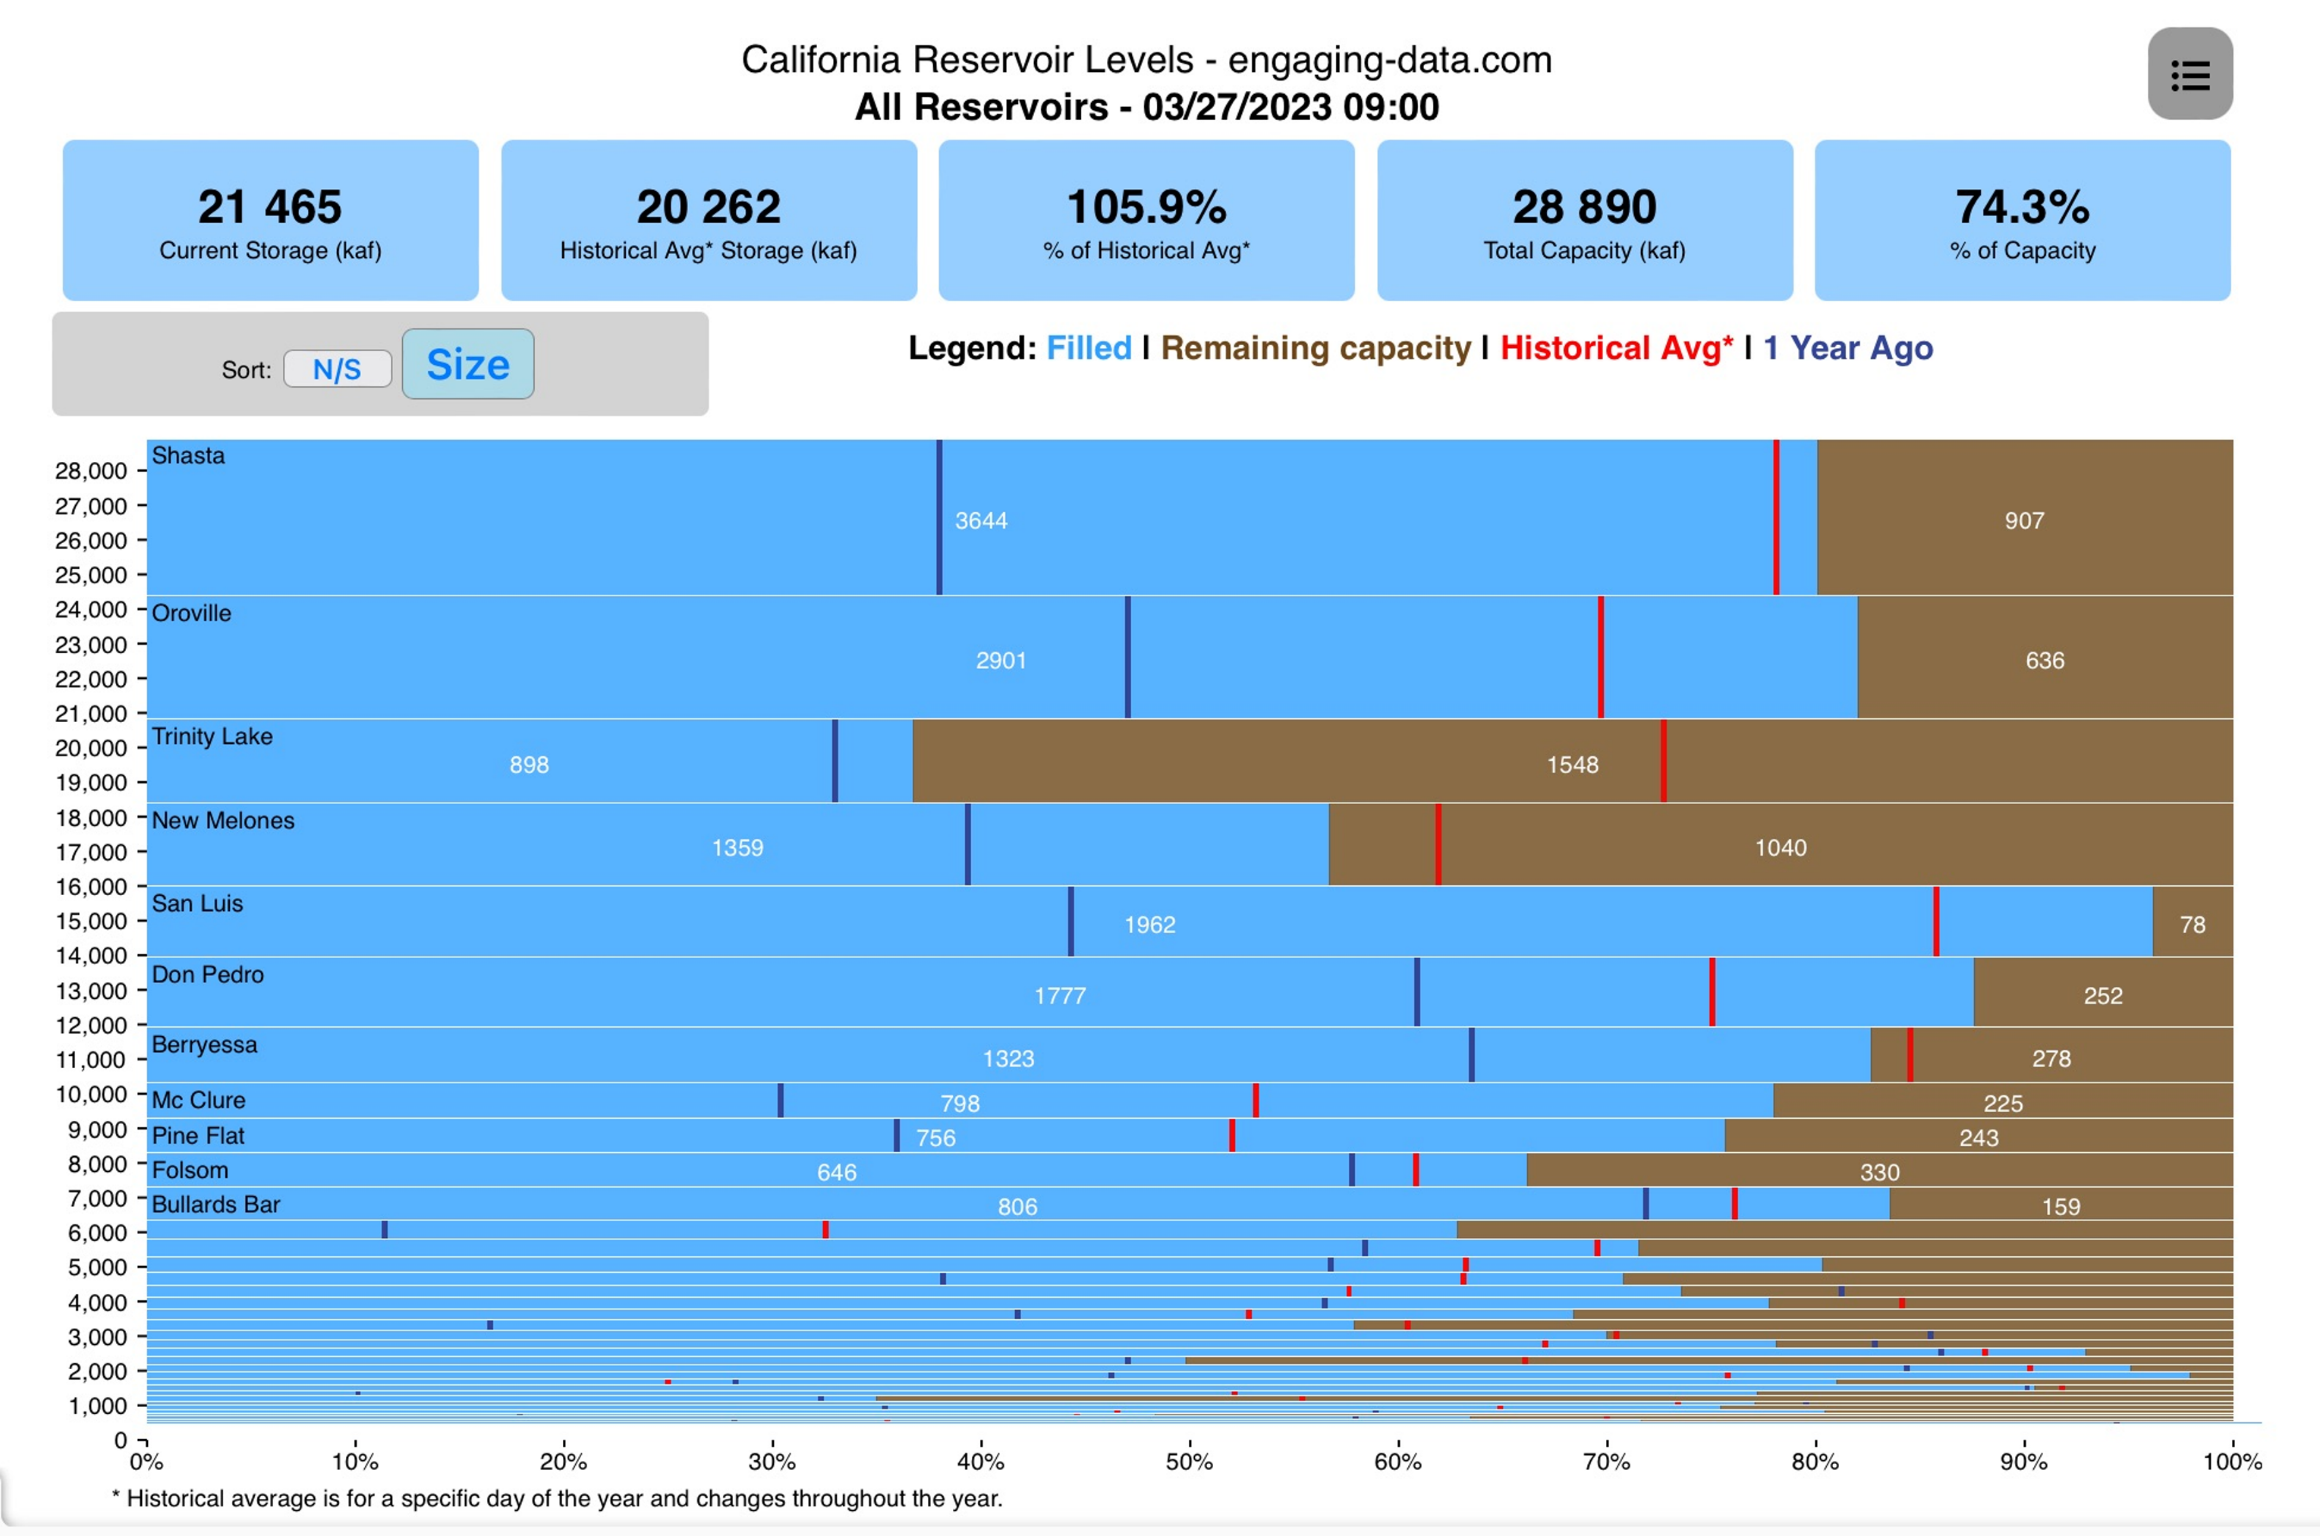 California Reservoir Levels - engaging-data.com
All Reservoirs - 03/27/2023 09:00
21 465
Current Storage (kaf)
20 262
Historical Avg* Storage (kaf)
105.9%
% of Historical Avg*
28 890
Total Capacity (kaf)
74.3%
% of Capacity
Sort: N/S Size
Legend: Filled | Remaining capacity | Historical Avg* | 1 Year Ago
28,000
27,000
26,000
25,000
24,000
23,000
22,000
21,000
20,000
19,000
18,000
17,000
16,000
15,000
14,000
13,000
12,000
11,000
10,000
9,000
8,000
7,000
6,000
5,000
4,000
3,000
2,000
1,000
0
Shasta
3644 907
Oroville
2901 636
Trinity Lake
898 1548
New Melones
1359 1040
San Luis
1962 78
Don Pedro
1777 252
Berryessa
1323 278
Mc Clure 798 225
Pine Flat 756 243
Folsom 646 330
Bullards Bar 806 159
0% 10% 20% 30% 40% 50% 60% 70% 80% 90% 100%
* Historical average is for a specific day of the year and changes throughout the year.